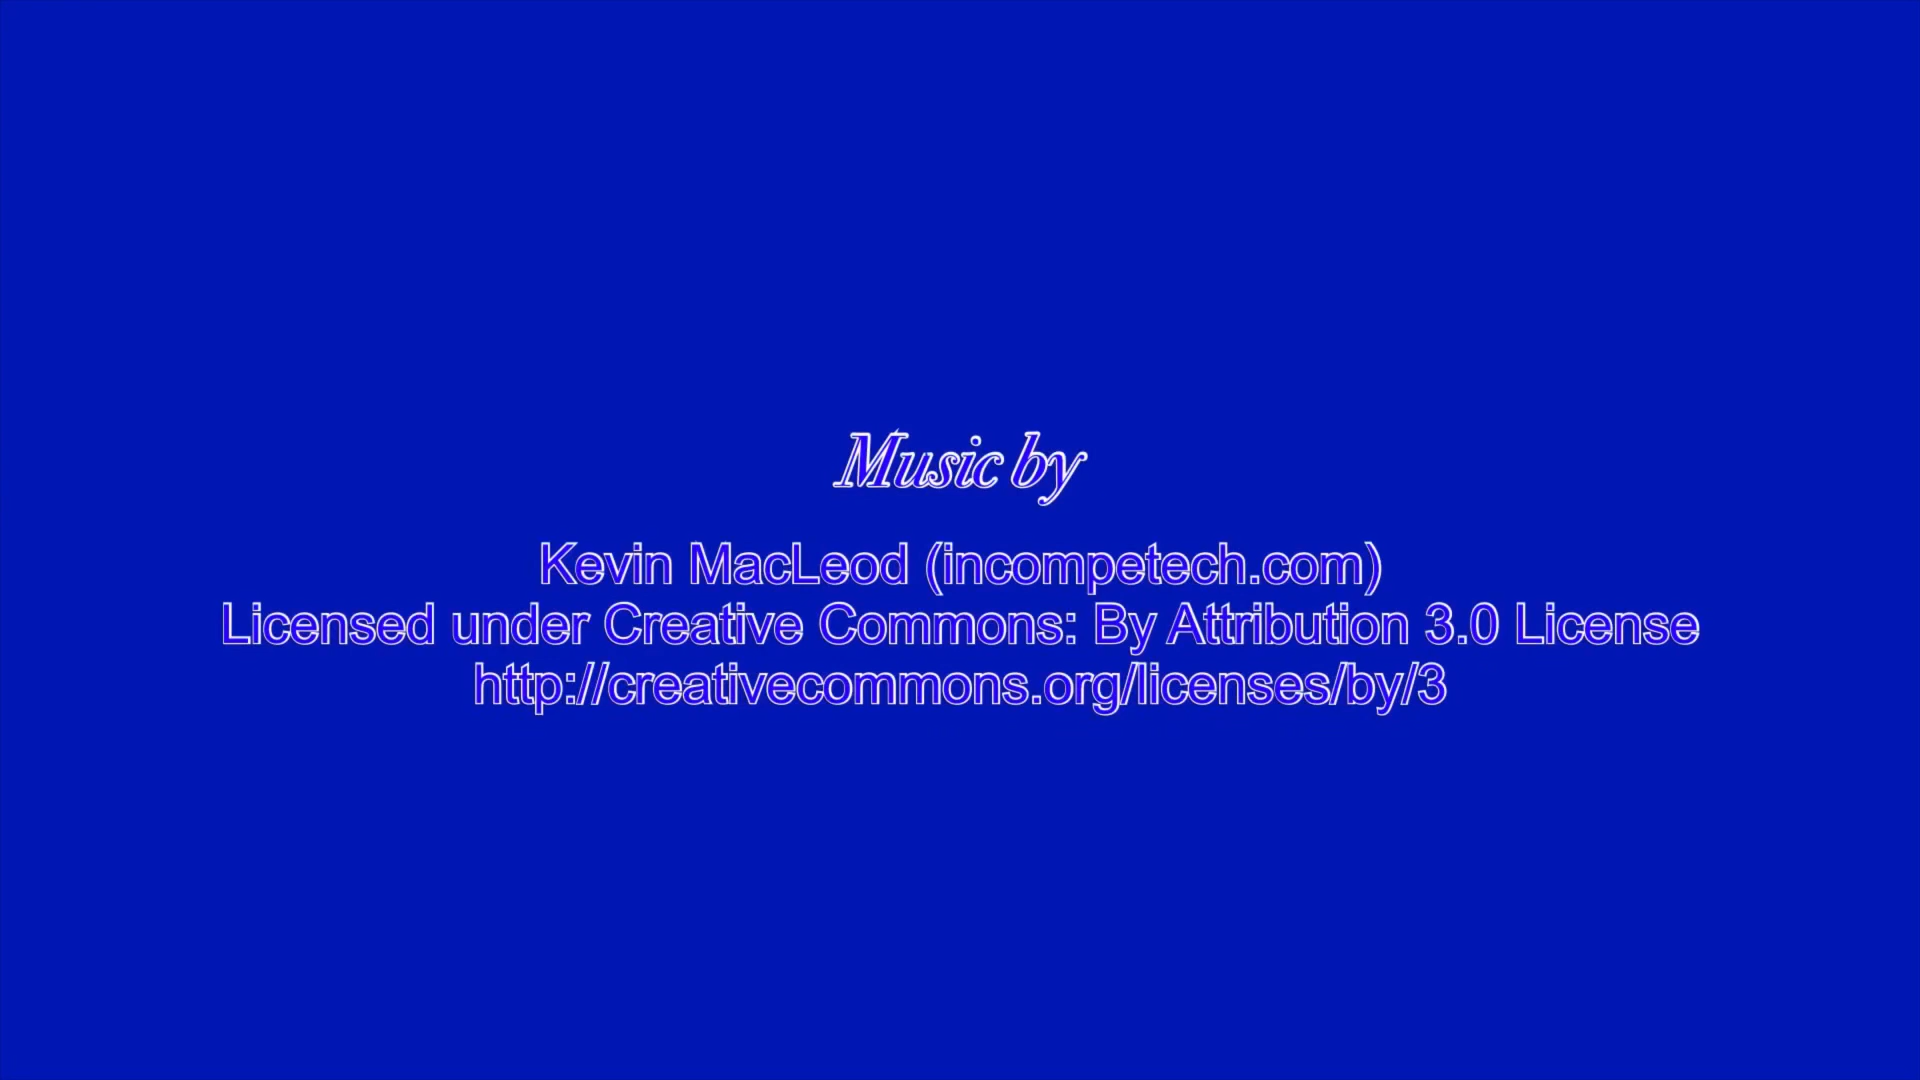 Music by
Kevin MacLeod (incompetech.com)
Licensed under Creative Commons: By Attribution 3.0 License
http://creativecommons.org/licenses/by/3